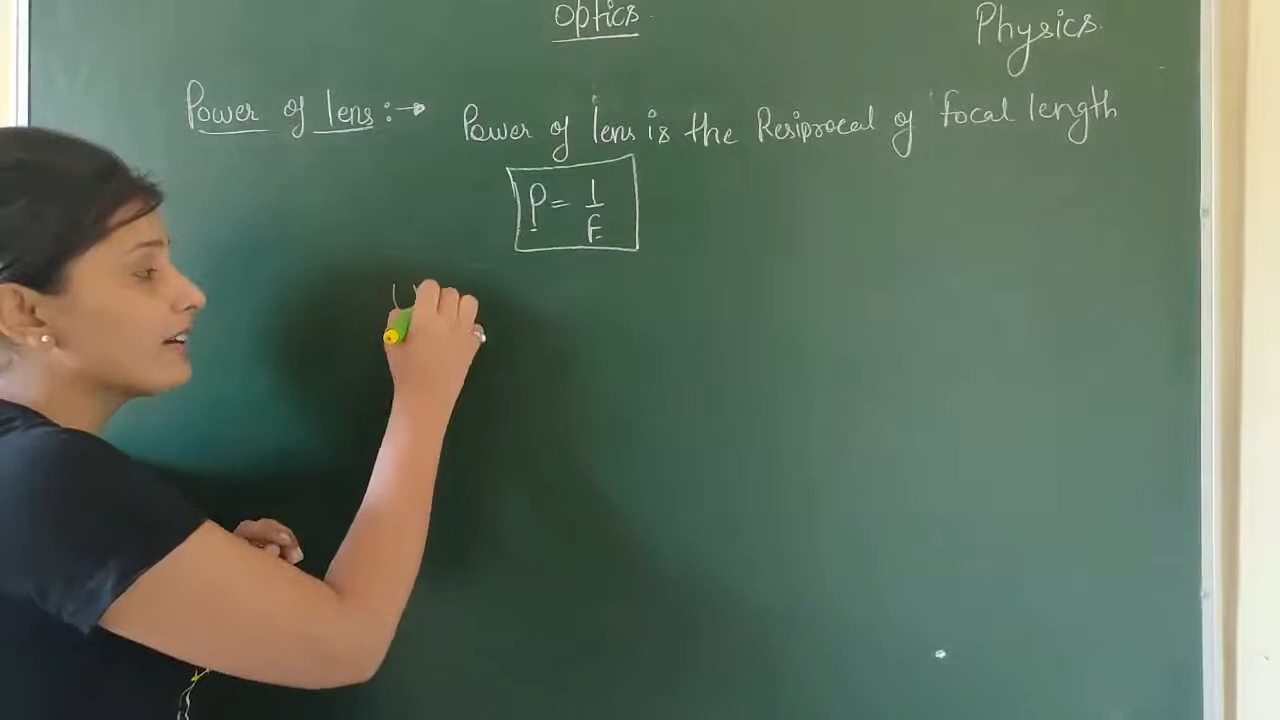 Optics
Physics
Power of lens :→ Power of lens is the Resiprocal of focal length
P = 1/F